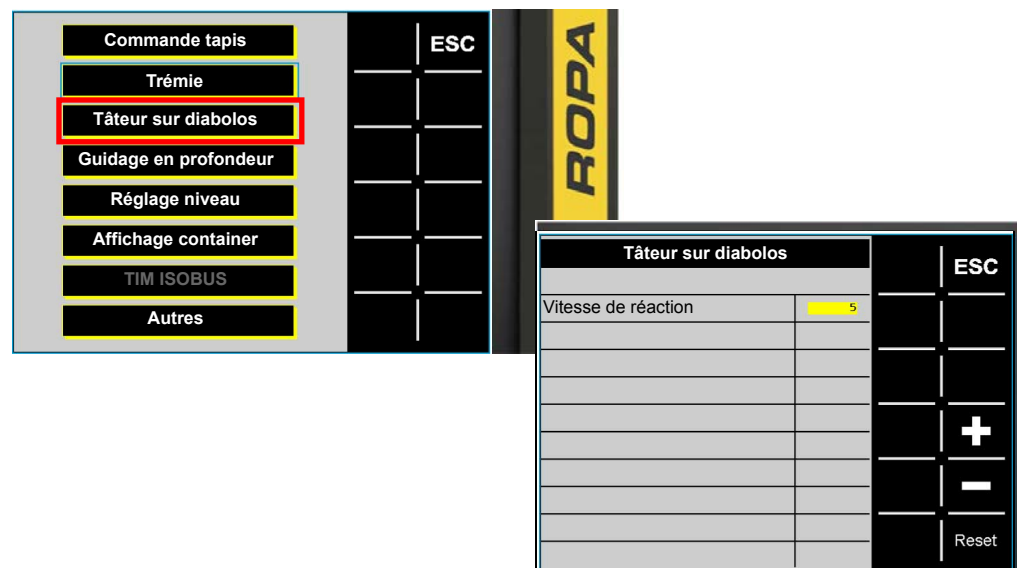 Commande tapis
ESC
Trémie
Tâteur sur diabolos
Guidage en profondeur
Réglage niveau
Affichage container
TIM ISOBUS
Autres
ROPA
Tâteur sur diabolos
ESC
Vitesse de réaction 5
+
-
Reset